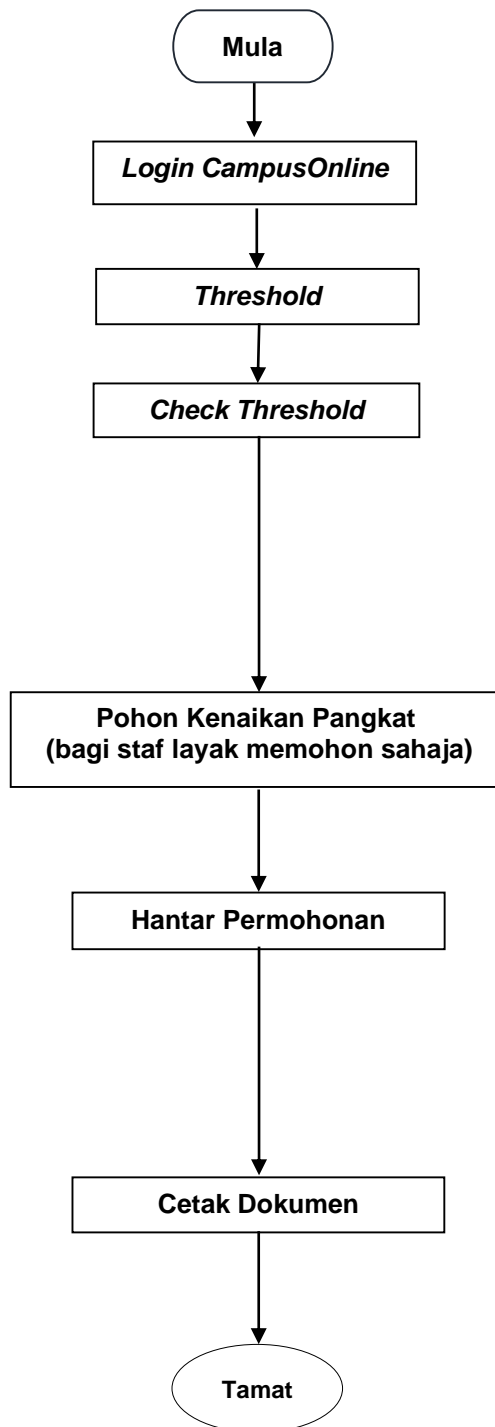 Mula
Login CampusOnline
Threshold
Check Threshold
Pohon Kenaikan Pangkat
(bagi staf layak memohon sahaja)
Hantar Permohonan
Cetak Dokumen
Tamat